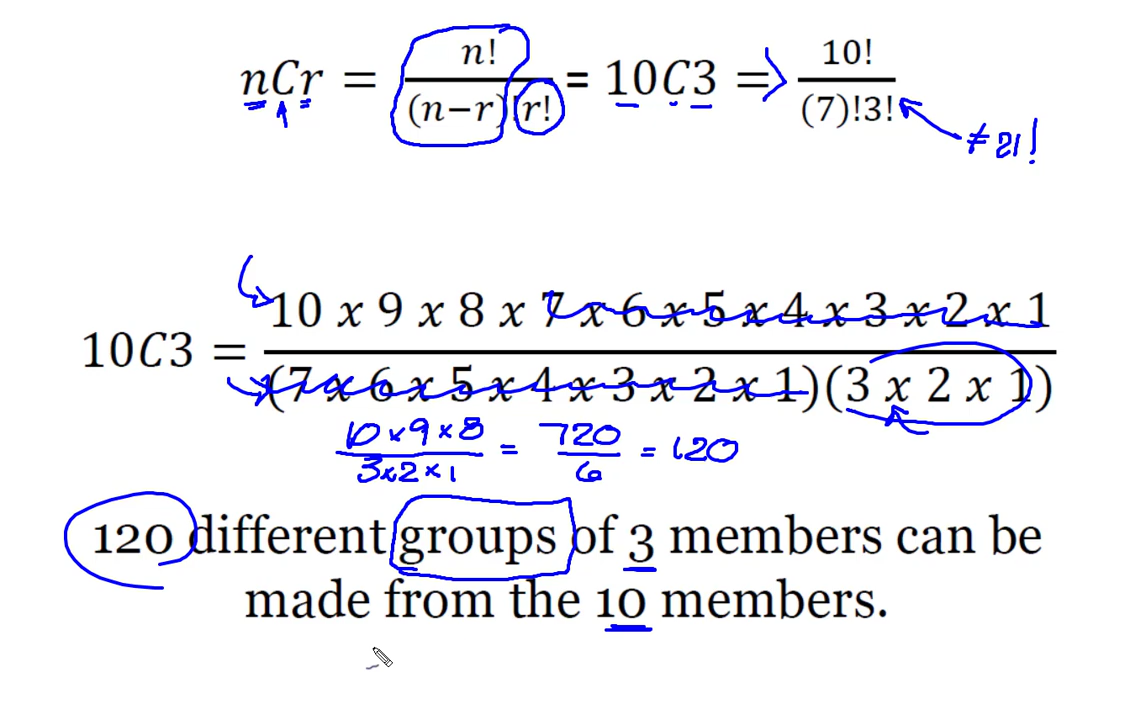 nCr = n! / (n−r)!r! = 10C3 => 10! / (7)!3!
≠ 21!
10C3 = 10 x 9 x 8 x 7 x 6 x 5 x 4 x 3 x 2 x 1 / (7 x 6 x 5 x 4 x 3 x 2 x 1)(3 x 2 x 1)
10 x 9 x 8 / 3 x 2 x 1 = 720 / 6 = 120
120 different groups of 3 members can be
made from the 10 members.